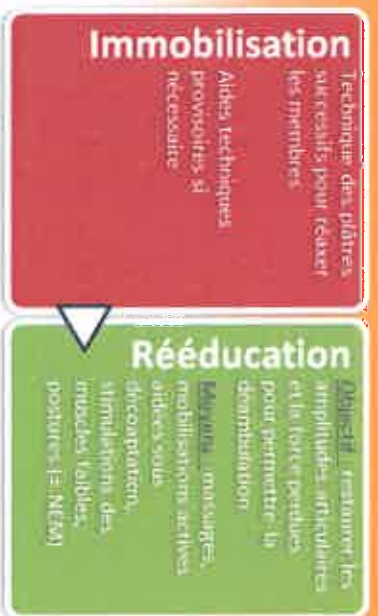 Immobilisation
Technique des plâtres
successifs pour réaxer
les membres
Aides techniques
provisoires si
nécessaire
Rééducation
Objectif : restaurer les
amplitudes articulaires
et la force perdues
pour permettre la
déambulation
Moyens : massages,
mobilisations actives
aidées sous
décoaptation,
stimulations des
muscles faibles,
postures (± NEM)